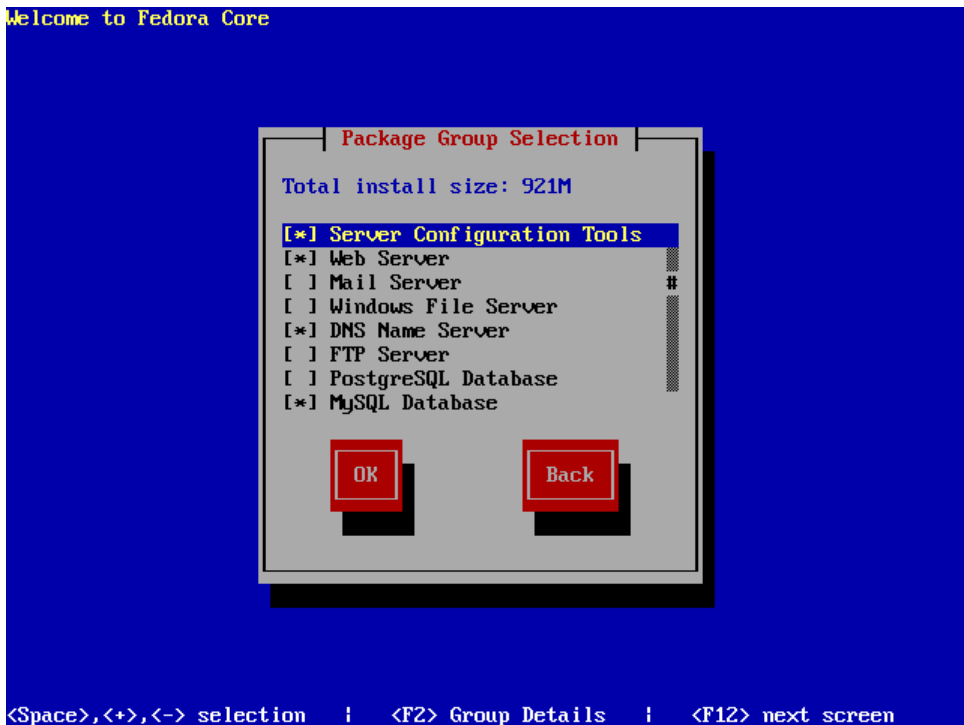 Welcome to Fedora Core
Package Group Selection
Total install size: 921M
[*] Server Configuration Tools
[*] Web Server
[ ] Mail Server #
[ ] Windows File Server
[*] DNS Name Server
[ ] FTP Server
[ ] PostgreSQL Database
[*] MySQL Database
OK Back
<Space>,<+>,<-> selection | <F2> Group Details | <F12> next screen